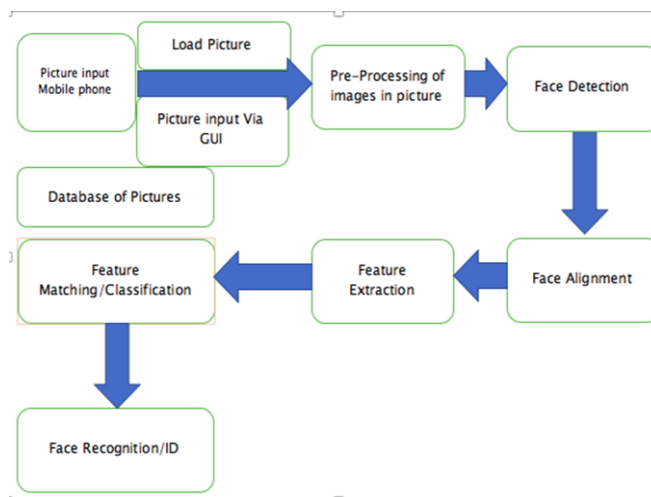 Picture input
Mobile phone
Load Picture
Picture input Via
GUI
Pre-Processing of
images in picture
Face Detection
Database of Pictures
Feature
Matching/Classification
Feature
Extraction
Face Alignment
Face Recognition/ID